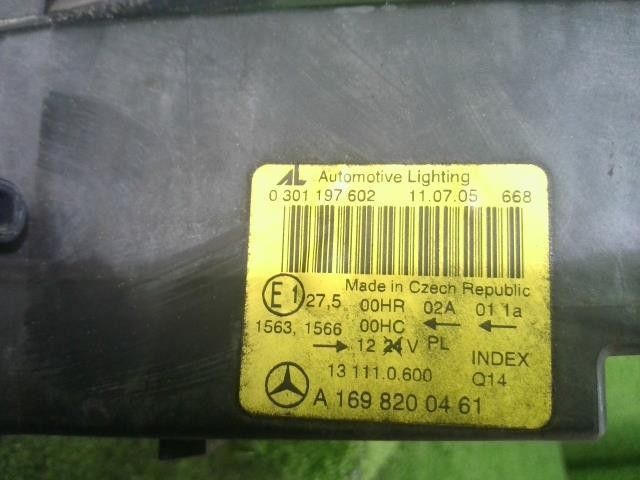 AL Automotive Lighting
0 301 197 602 11.07.05 668
Made in Czech Republic
E1 27,5 00HR 02A 01 1a
1563, 1566 00HC ← ←
→ 12 24 V PL
13 111.0.600 INDEX
Q14
A 169 820 04 61